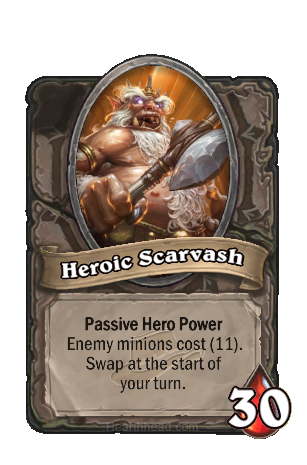 Heroic Scarvash
Passive Hero Power
Enemy minions cost (11).
Swap at the start of
your turn.
30